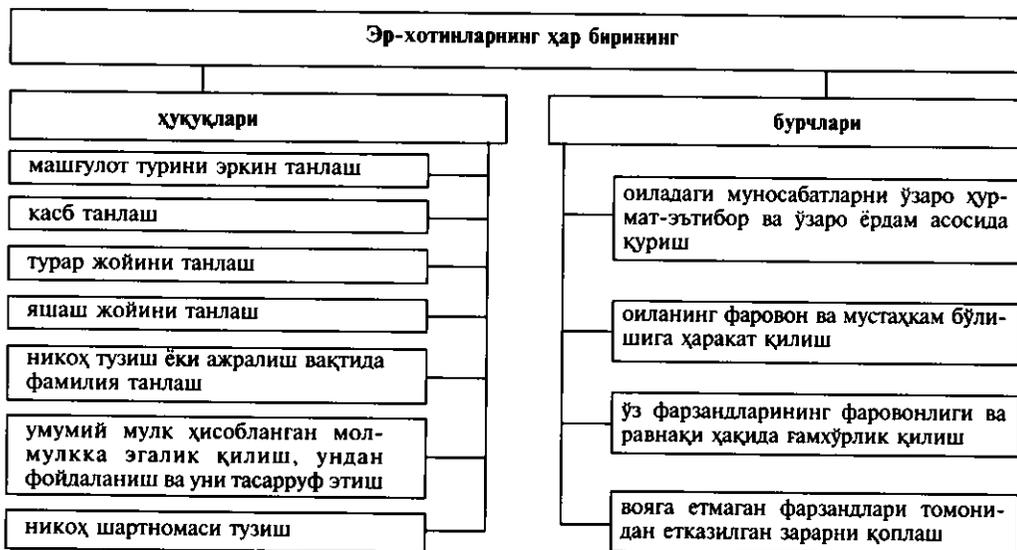 Эр-хотинларнинг ҳар бирининг
ҳуқуқлари
машғулот турини эркин танлаш
касб танлаш
турар жойини танлаш
яшаш жойини танлаш
никоҳ тузиш ёки ажралиш вақтида
фамилия танлаш
умумий мулк ҳисобланган мол-
мулкка эгалик қилиш, ундан
фойдаланиш ва уни тасарруф этиш
никоҳ шартномаси тузиш
бурчлари
оиладаги муносабатларни ўзаро ҳур-
мат-эътибор ва ўзаро ёрдам асосида
қуриш
оиланинг фаровон ва мустаҳкам бўли-
шига ҳаракат қилиш
ўз фарзандларининг фаровонлиги ва
равнақи ҳақида ғамхўрлик қилиш
вояга етмаган фарзандлари томони-
дан етказилган зарарни қоплаш